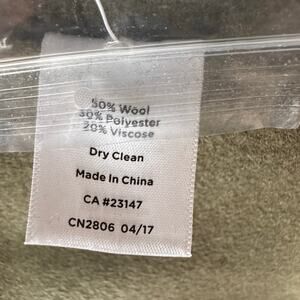 50% Wool
30% Polyester
20% Viscose
Dry Clean
Made in China
CA #23147
CN2806 04/17